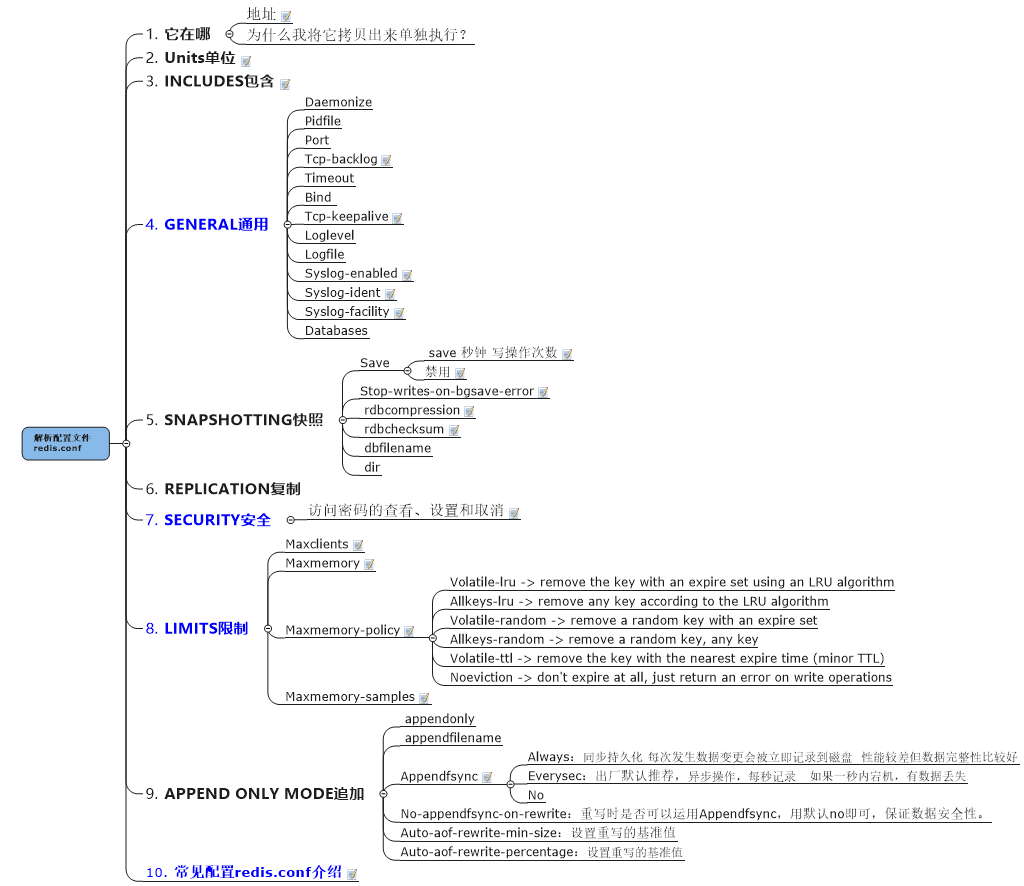 解析配置文件
redis.conf
1. 它在哪
地址
为什么我将它拷贝出来单独执行？
2. Units单位
3. INCLUDES包含
4. GENERAL通用
Daemonize
Pidfile
Port
Tcp-backlog
Timeout
Bind
Tcp-keepalive
Loglevel
Logfile
Syslog-enabled
Syslog-ident
Syslog-facility
Databases
5. SNAPSHOTTING快照
Save
save 秒钟 写操作次数
禁用
Stop-writes-on-bgsave-error
rdbcompression
rdbchecksum
dbfilename
dir
6. REPLICATION复制
7. SECURITY安全
访问密码的查看、设置和取消
8. LIMITS限制
Maxclients
Maxmemory
Maxmemory-policy
Volatile-lru -> remove the key with an expire set using an LRU algorithm
Allkeys-lru -> remove any key according to the LRU algorithm
Volatile-random -> remove a random key with an expire set
Allkeys-random -> remove a random key, any key
Volatile-ttl -> remove the key with the nearest expire time (minor TTL)
Noeviction -> don't expire at all, just return an error on write operations
Maxmemory-samples
9. APPEND ONLY MODE追加
appendonly
appendfilename
Appendfsync
Always：同步持久化 每次发生数据变更会被立即记录到磁盘 性能较差但数据完整性比较好
Everysec：出厂默认推荐，异步操作，每秒记录 如果一秒内宕机，有数据丢失
No
No-appendfsync-on-rewrite：重写时是否可以运用Appendfsync，用默认no即可，保证数据安全性。
Auto-aof-rewrite-min-size：设置重写的基准值
Auto-aof-rewrite-percentage：设置重写的基准值
10. 常见配置redis.conf介绍